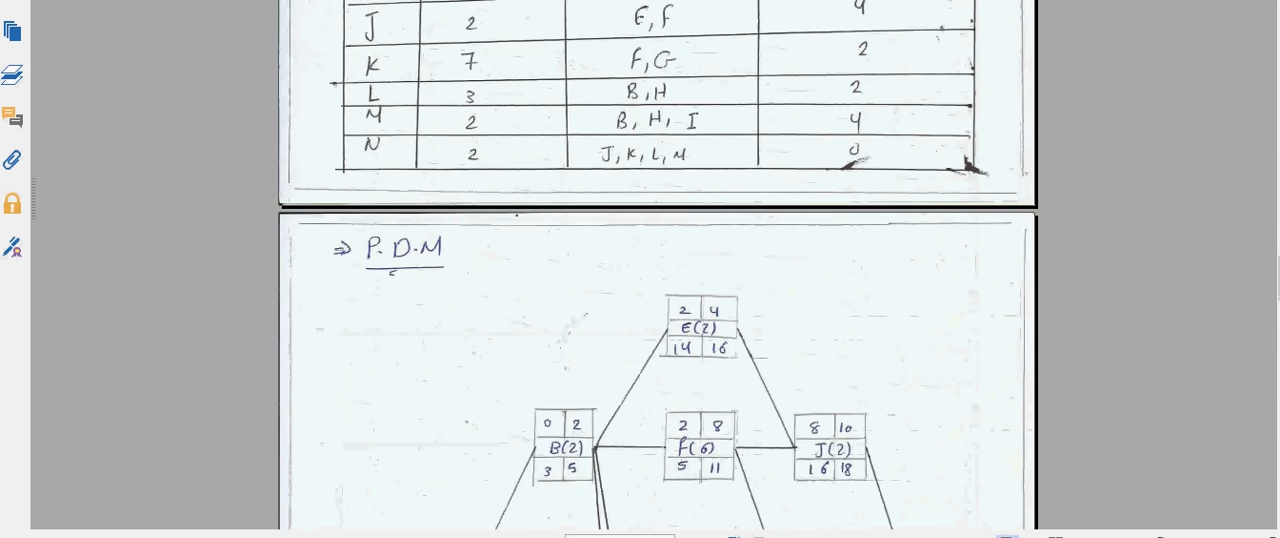 J 2 E, F 4
K 7 F, G 2
L 3 B, H 2
M 2 B, H, I 4
N 2 J, K, L, M 0
⇒ P.D.M
2 4
E(2)
14 16
0 2
B(2)
3 5
2 8
F(6)
5 11
8 10
J(2)
16 18